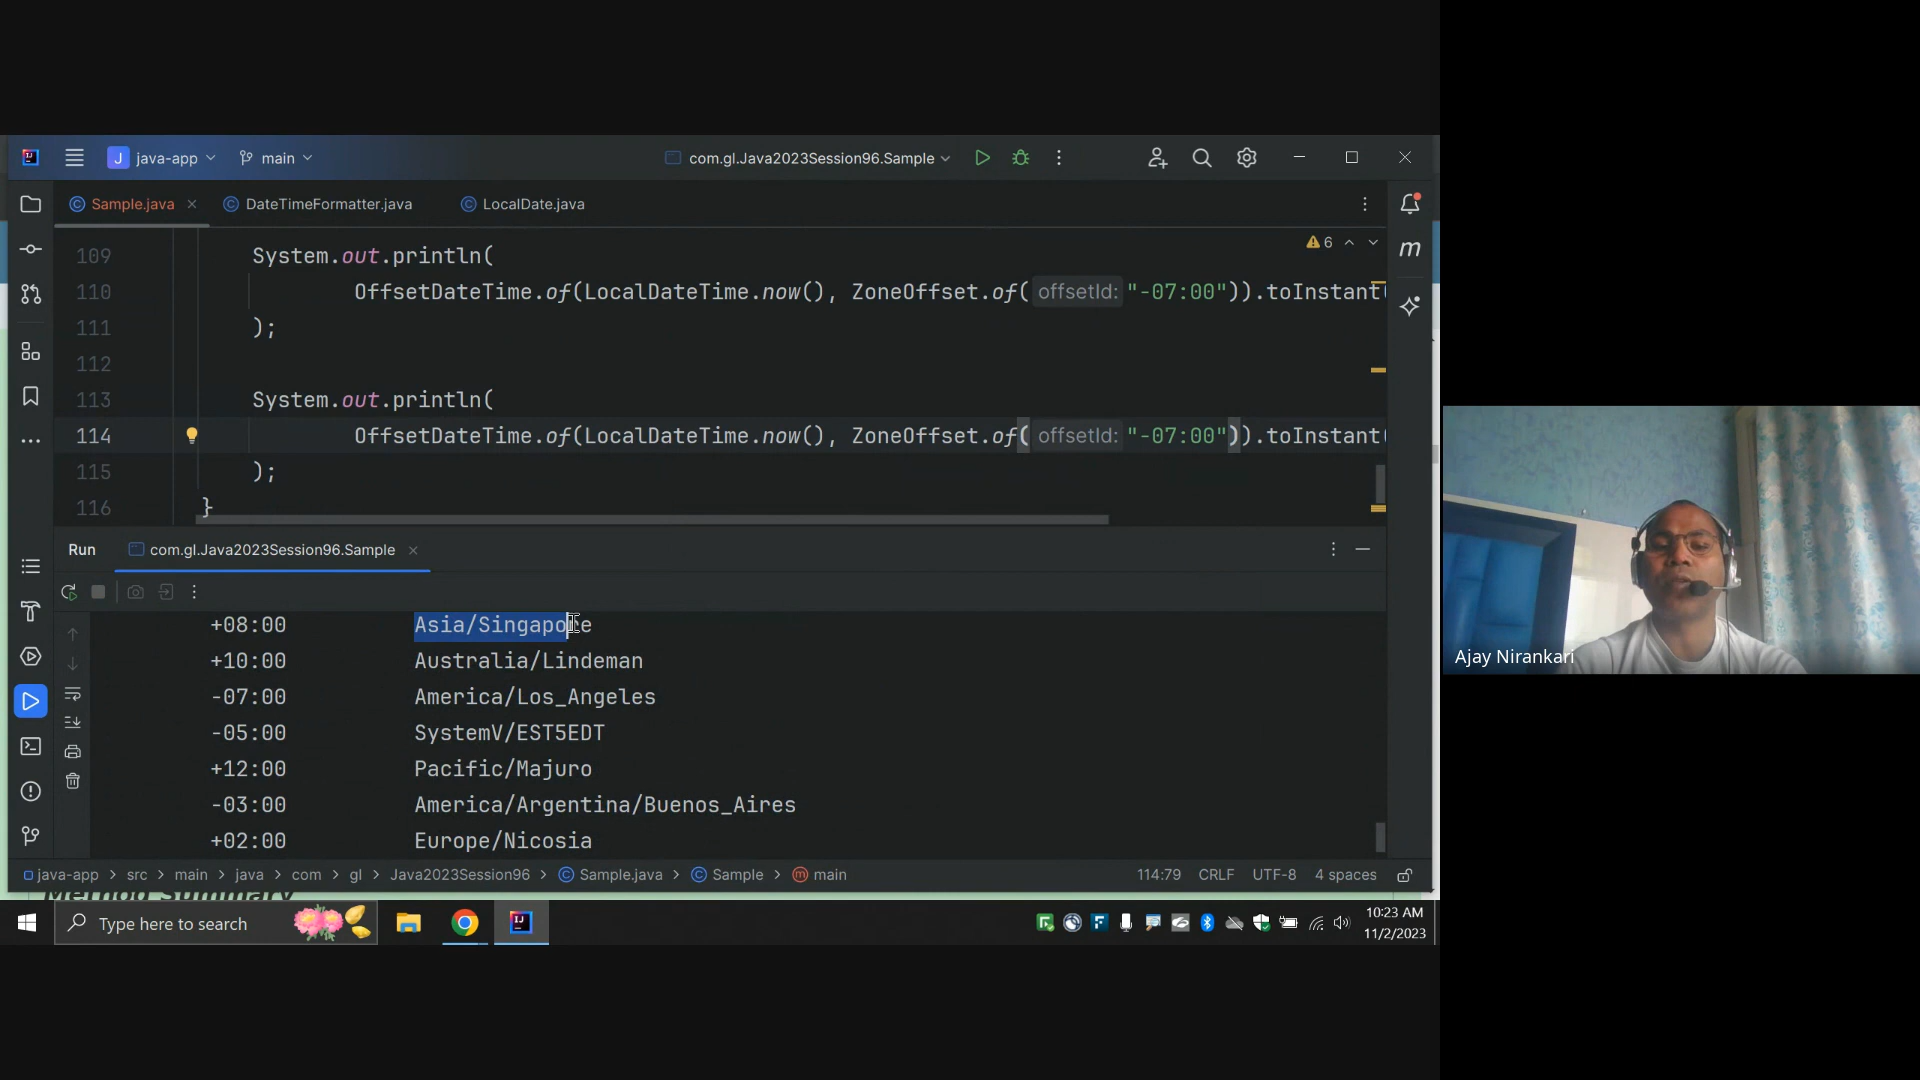 J java-app
main
com.gl.Java2023Session96.Sample
Sample.java
DateTimeFormatter.java
LocalDate.java
6
109 System.out.println(
110 OffsetDateTime.of(LocalDateTime.now(), ZoneOffset.of( offsetId: "-07:00")).toInstant(
111 );
112
113 System.out.println(
114 OffsetDateTime.of(LocalDateTime.now(), ZoneOffset.of( offsetId: "-07:00")).toInstant(
115 );
116 }
m
Run
com.gl.Java2023Session96.Sample
+08:00 Asia/Singapore
+10:00 Australia/Lindeman
-07:00 America/Los_Angeles
-05:00 SystemV/EST5EDT
+12:00 Pacific/Majuro
-03:00 America/Argentina/Buenos_Aires
+02:00 Europe/Nicosia
java-app > src > main > java > com > gl > Java2023Session96 > Sample.java > Sample > main
114:79 CRLF UTF-8 4 spaces
Method Summary
Type here to search
10:23 AM
11/2/2023
Ajay Nirankari